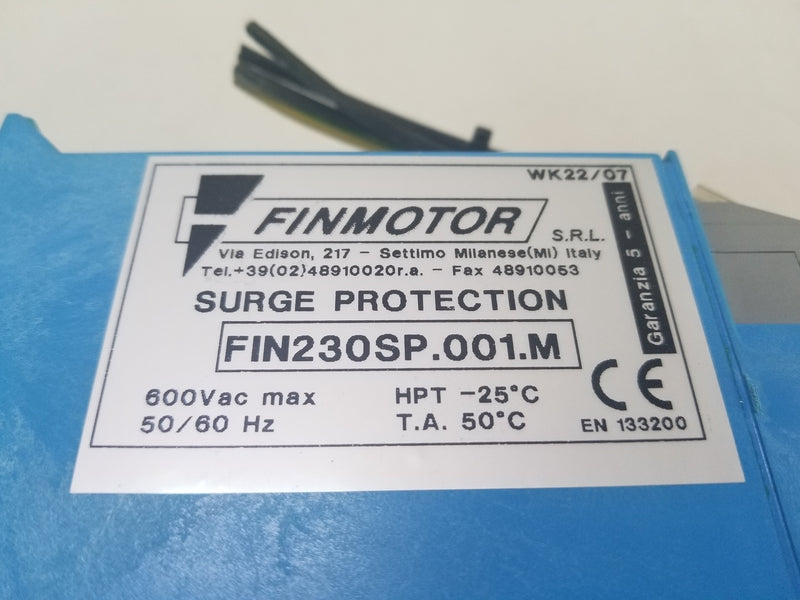 WK22/07
FINMOTOR S.R.L.
Via Edison, 217 - Settimo Milanese(MI) Italy
Tel.+39(02)48910020r.a. - Fax 48910053
SURGE PROTECTION
FIN230SP.001.M
600Vac max HPT -25°C
50/60 Hz T.A. 50°C
CE
EN 133200
Garanzia 5 - anni